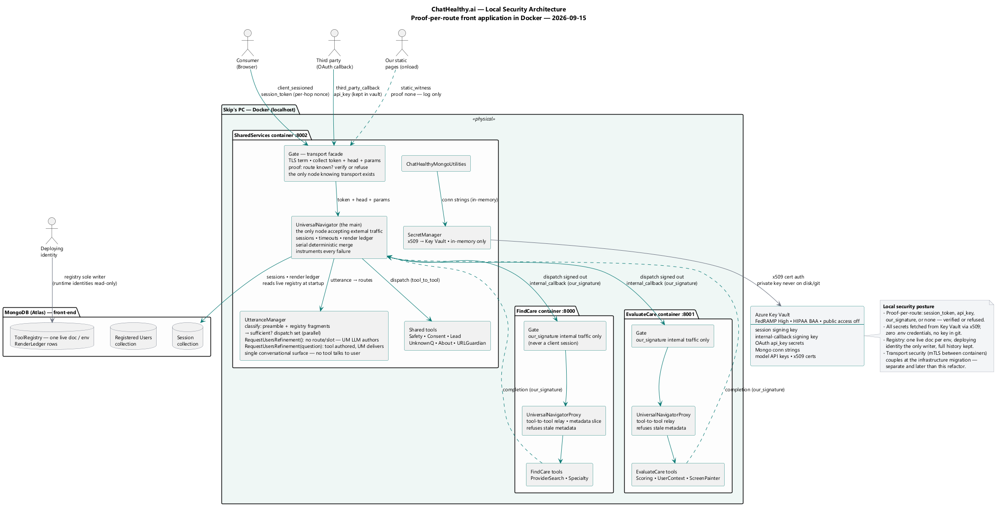 ChatHealthy.ai — Local Security Architecture
Proof-per-route front application in Docker — 2026-09-15
Consumer
(Browser)
Third party
(OAuth callback)
Our static
pages (onload)
client_sessioned
session_token (per-hop nonce)
third_party_callback
api_key (kept in vault)
static_witness
proof none — log only
Skip's PC — Docker (localhost)
«physical»
SharedServices container :8002
Gate — transport facade
TLS term • collect token + head + params
proof: route known? verify or refuse
the only node knowing transport exists
ChatHealthyMongoUtilities
token + head + params
conn strings (in-memory)
UniversalNavigator (the main)
the only node accepting external traffic
sessions • timeouts • render ledger
serial deterministic merge
instruments every failure
SecretManager
x509 → Key Vault • in-memory only
Deploying
identity
registry sole writer
(runtime identities read-only)
sessions • render ledger
reads live registry at startup
utterance → routes
dispatch (tool_to_tool)
dispatch signed out
internal_callback (our_signature)
dispatch signed out
internal_callback (our_signature)
x509 cert auth
private key never on disk/git
MongoDB (Atlas) — front-end
ToolRegistry — one live doc / env
RenderLedger rows
Registered Users
collection
Session
collection
UtteranceManager
classify: preamble + registry fragments
→ sufficient? dispatch set (parallel)
RequestUsersRefinement(): no route/slot — UM LLM authors
RequestUsersRefinement(question): tool authored, UM delivers
single conversational surface — no tool talks to user
Shared tools
Safety • Consent • Lead
UnknownQ • About • URLGuardian
FindCare container :8000
Gate
our_signature internal traffic only
(never a client session)
EvaluateCare container :8001
Gate
our_signature internal traffic only
Azure Key Vault
FedRAMP High • HIPAA BAA • public access off
session signing key
internal-callback signing key
OAuth api_key secrets
Mongo conn strings
model API keys • x509 certs
Local security posture
- Proof-per-route: session_token, api_key,
our_signature, or none — verified or refused.
- All secrets fetched from Key Vault via x509;
zero .env credentials, no key in git.
- Registry: one live doc per env, deploying
identity the only writer, full history kept.
- Transport security (mTLS between containers)
couples at the infrastructure migration —
separate and later than this refactor.
completion (our_signature)
completion (our_signature)
UniversalNavigatorProxy
tool-to-tool relay • metadata slice
refuses stale metadata
UniversalNavigatorProxy
tool-to-tool relay
refuses stale metadata
FindCare tools
ProviderSearch • Specialty
EvaluateCare tools
Scoring • UserContext • ScreenPainter